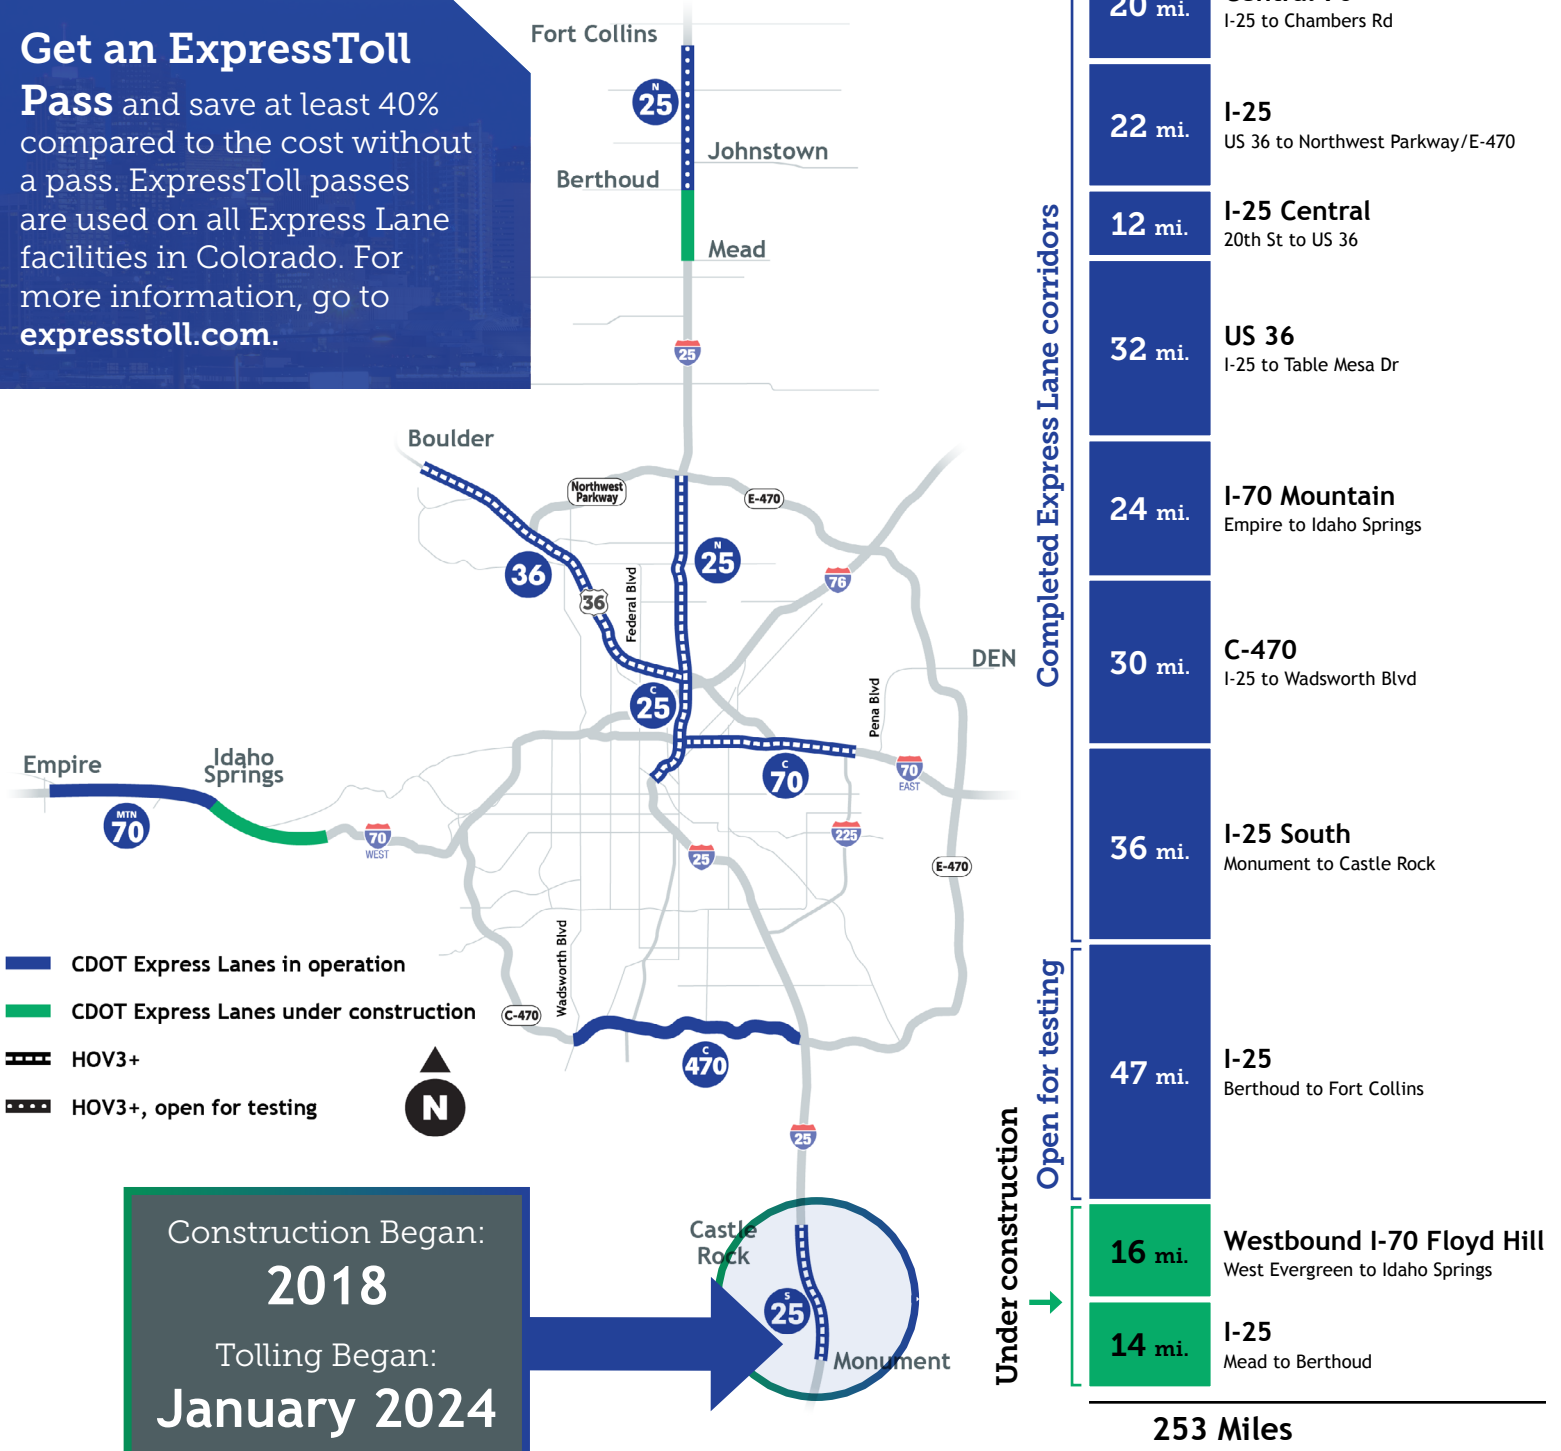 Get an ExpressToll
Pass and save at least 40%
compared to the cost without
a pass. ExpressToll passes
are used on all Express Lane
facilities in Colorado. For
more information, go to
expresstoll.com.
Fort Collins
N
25
Johnstown
Berthoud
Mead
25
Boulder
Northwest
Parkway
E-470
36
N
25
76
36
Federal Blvd
DEN
C
25
Pena Blvd
C
70
70
EAST
Empire
Idaho
Springs
MTN
70
70
WEST
225
25
E-470
Wadsworth Blvd
C-470
C
470
25
CDOT Express Lanes in operation
CDOT Express Lanes under construction
HOV3+
HOV3+, open for testing
N
Construction Began:
2018
Tolling Began:
January 2024
Castle
Rock
S
25
Monument
Completed Express Lane corridors
20 mi.
I-25 to Chambers Rd
22 mi.
I-25
US 36 to Northwest Parkway/E-470
12 mi.
I-25 Central
20th St to US 36
32 mi.
US 36
I-25 to Table Mesa Dr
24 mi.
I-70 Mountain
Empire to Idaho Springs
30 mi.
C-470
I-25 to Wadsworth Blvd
36 mi.
I-25 South
Monument to Castle Rock
Open for testing
47 mi.
I-25
Berthoud to Fort Collins
Under construction
16 mi.
Westbound I-70 Floyd Hill
West Evergreen to Idaho Springs
14 mi.
I-25
Mead to Berthoud
253 Miles